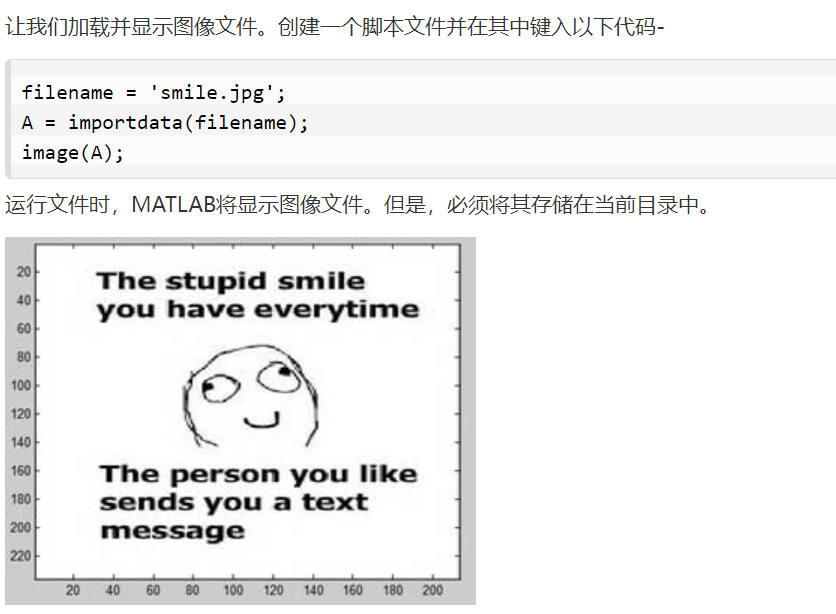 让我们加载并显示图像文件。创建一个脚本文件并在其中键入以下代码-
filename = 'smile.jpg';
A = importdata(filename);
image(A);
运行文件时，MATLAB将显示图像文件。但是，必须将其存储在当前目录中。
The stupid smile
you have everytime
The person you like
sends you a text
message
20
40
60
80
100
120
140
160
180
200
220
20 40 60 80 100 120 140 160 180 200